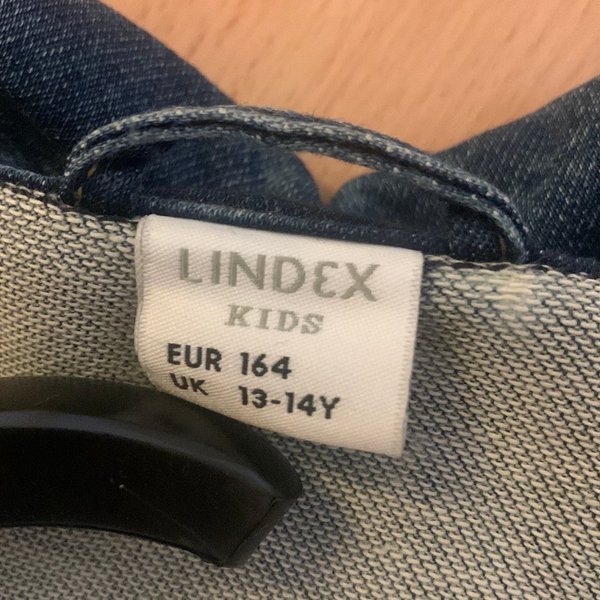 LINDEX
KIDS
EUR 164
UK 13-14Y